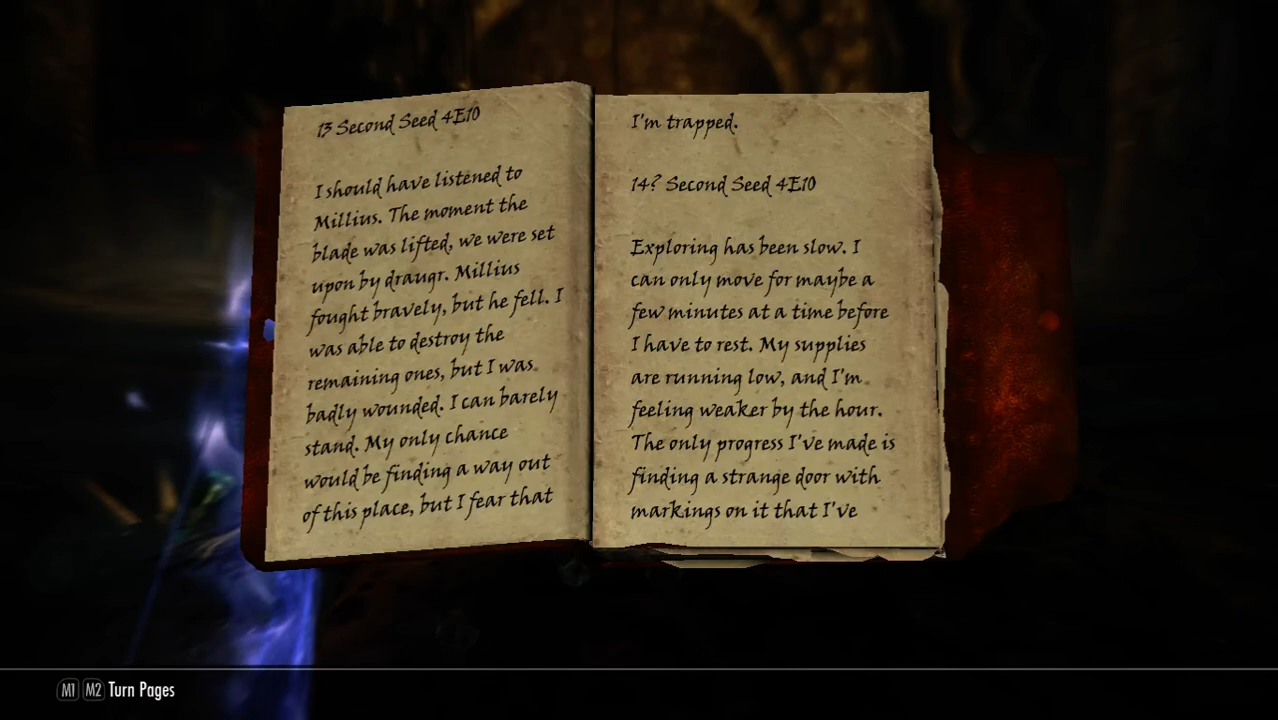 13 Second Seed 4E10
I should have listened to
Millius. The moment the
blade was lifted, we were set
upon by draugr. Millius
fought bravely, but he fell. I
was able to destroy the
remaining ones, but I was
badly wounded. I can barely
stand. My only chance
would be finding a way out
of this place, but I fear that
I'm trapped.
14? Second Seed 4E10
Exploring has been slow. I
can only move for maybe a
few minutes at a time before
I have to rest. My supplies
are running low, and I'm
feeling weaker by the hour.
The only progress I've made is
finding a strange door with
markings on it that I've
M1 M2 Turn Pages